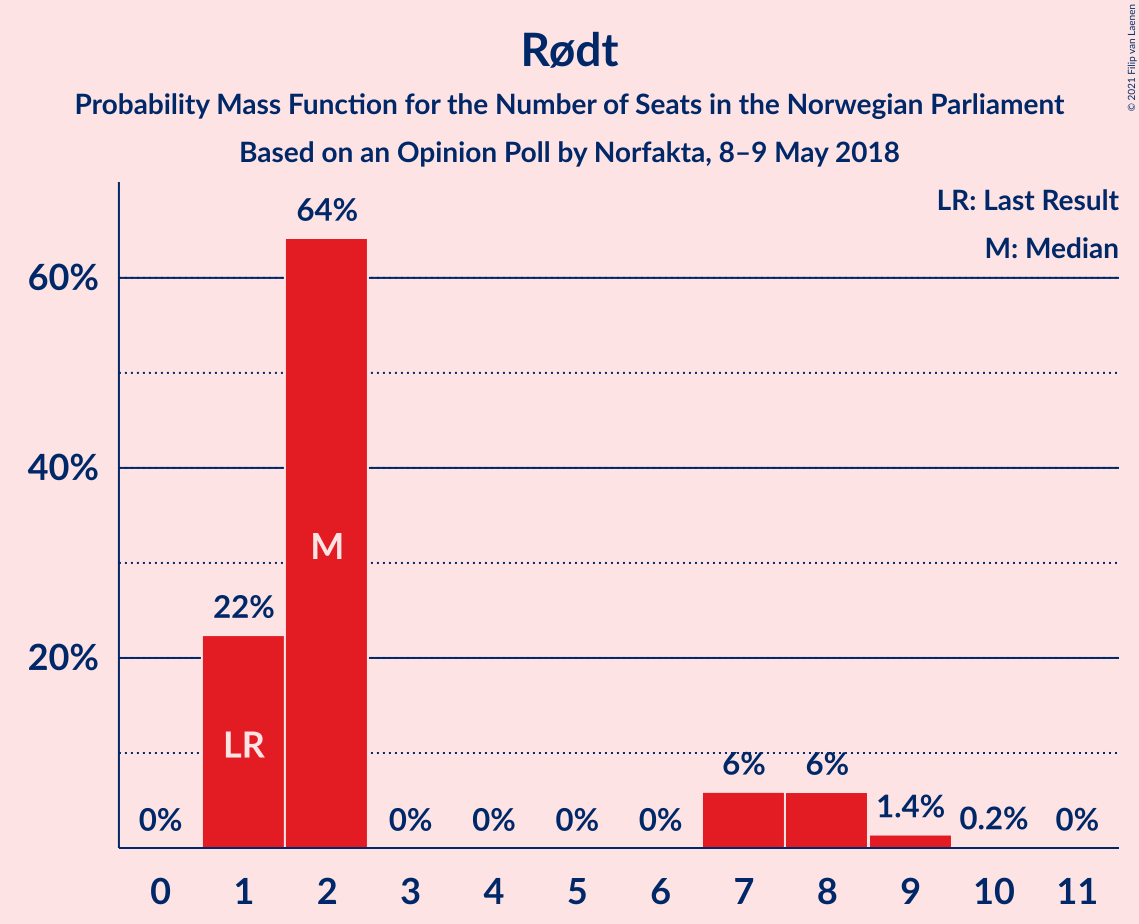 Rødt
Probability Mass Function for the Number of Seats in the Norwegian Parliament
Based on an Opinion Poll by Norfakta, 8–9 May 2018
© 2021 Filip van Laenen
LR: Last Result
M: Median
60%
40%
20%
0%
22%
64%
0%
0%
0%
0%
6%
6%
1.4%
0.2%
0%
LR
M
0 1 2 3 4 5 6 7 8 9 10 11